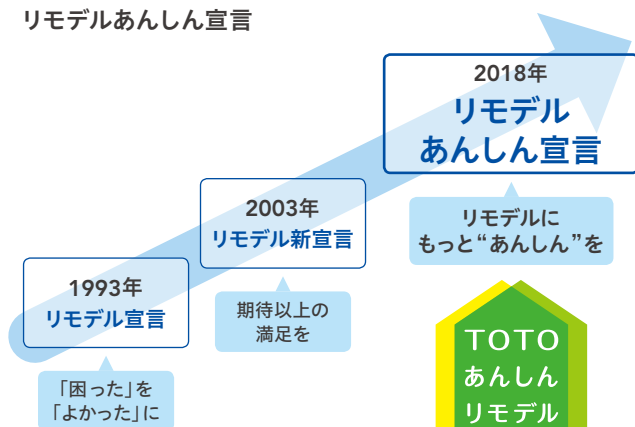 リモデルあんしん宣言
2018年
リモデル
あんしん宣言
リモデルに
もっと“あんしん”を
2003年
リモデル新宣言
期待以上の
満足を
1993年
リモデル宣言
「困った」を
「よかった」に
TOTO
あんしん
リモデル